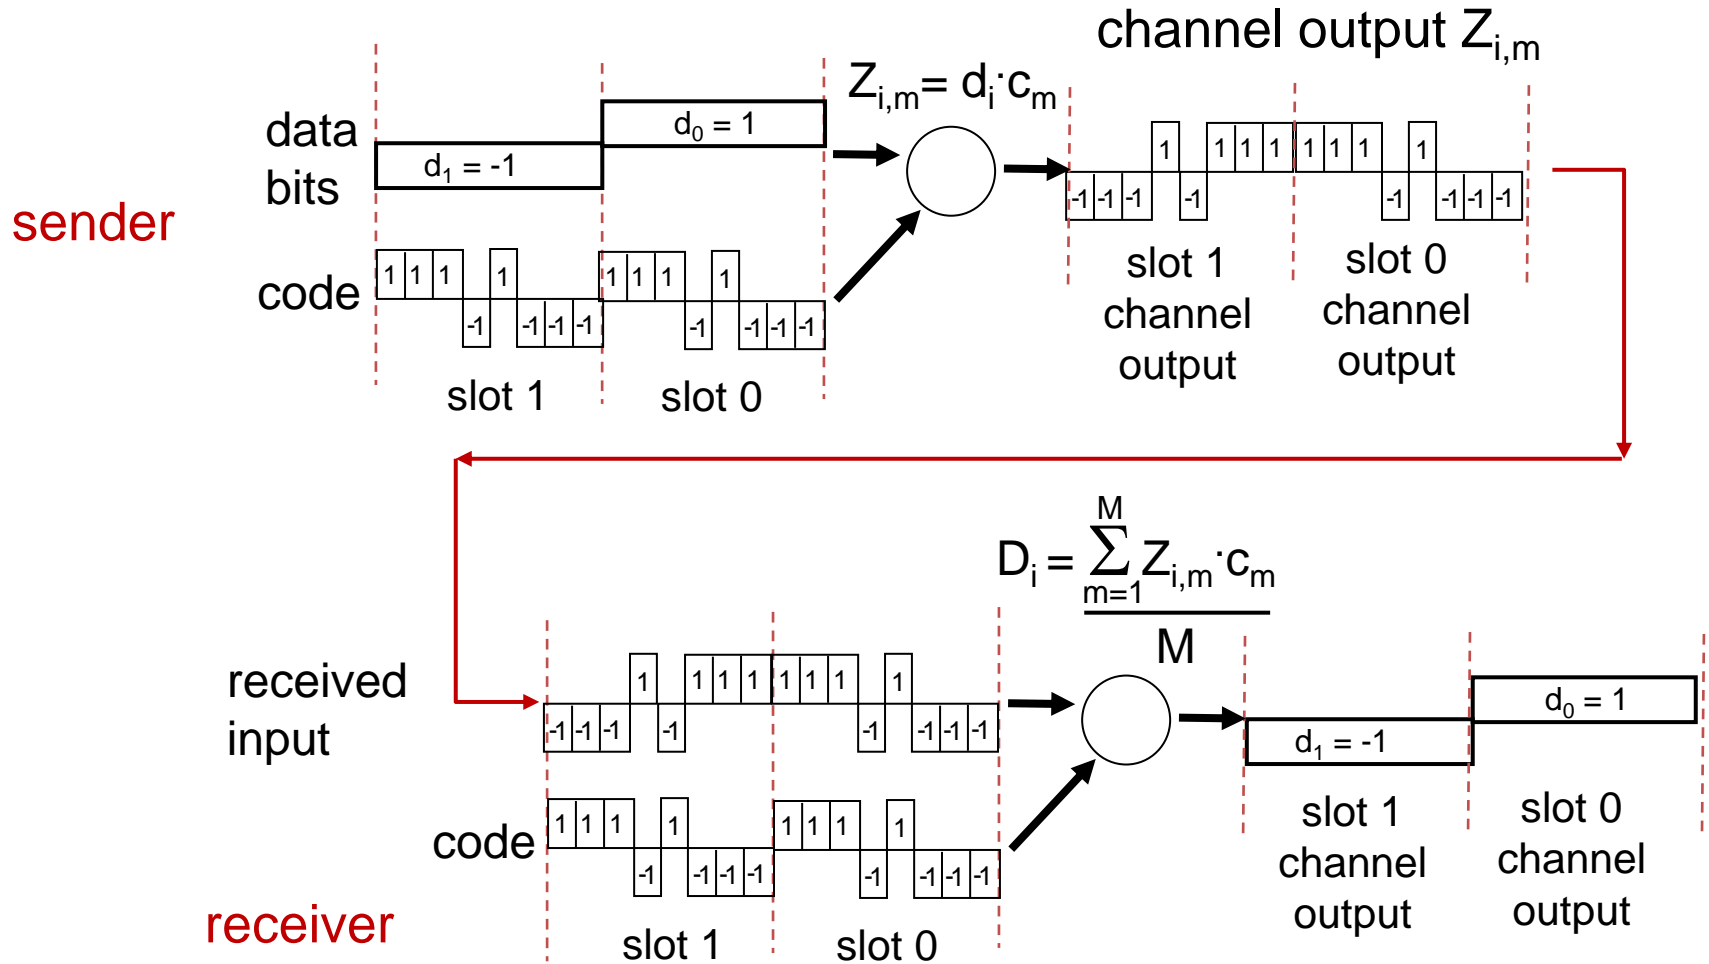 channel output Z_i,m
Z_i,m = d_i·c_m
data bits
d_0 = 1
d_1 = -1
sender
1 1 1 -1 1 -1 -1 -1 1 1 1 -1 1 -1 -1 -1
code
slot 1
slot 0
-1 -1 -1 1 -1 1 1 1 1 1 1 -1 1 -1 -1 -1
slot 1
channel
output
slot 0
channel
output
D_i = Σ Z_i,m·c_m
M
m=1
M
received
input
-1 -1 -1 1 -1 1 1 1 1 1 1 -1 1 -1 -1 -1
code
1 1 1 -1 1 -1 -1 -1 1 1 1 -1 1 -1 -1 -1
receiver
slot 1
slot 0
d_0 = 1
d_1 = -1
slot 1
channel
output
slot 0
channel
output